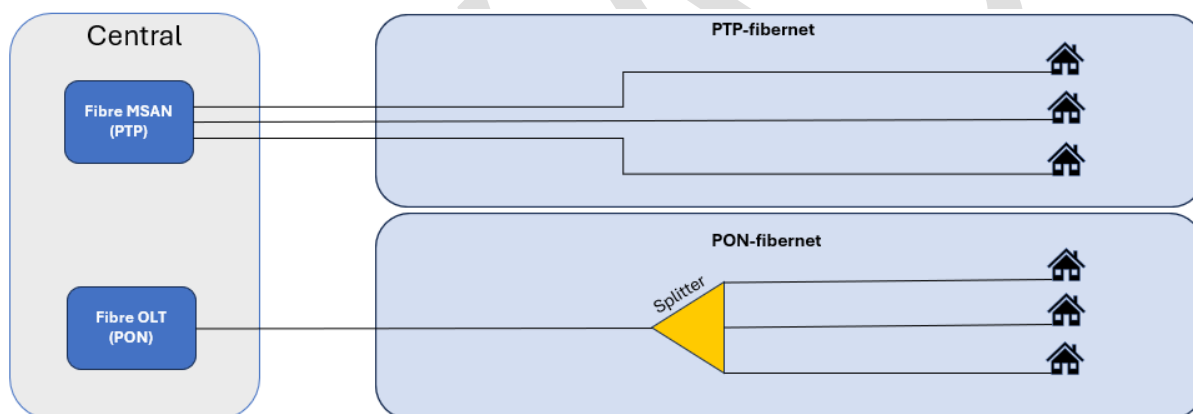 Central
PTP-fibernet
Fibre MSAN
(PTP)
PON-fibernet
Splitter
Fibre OLT
(PON)